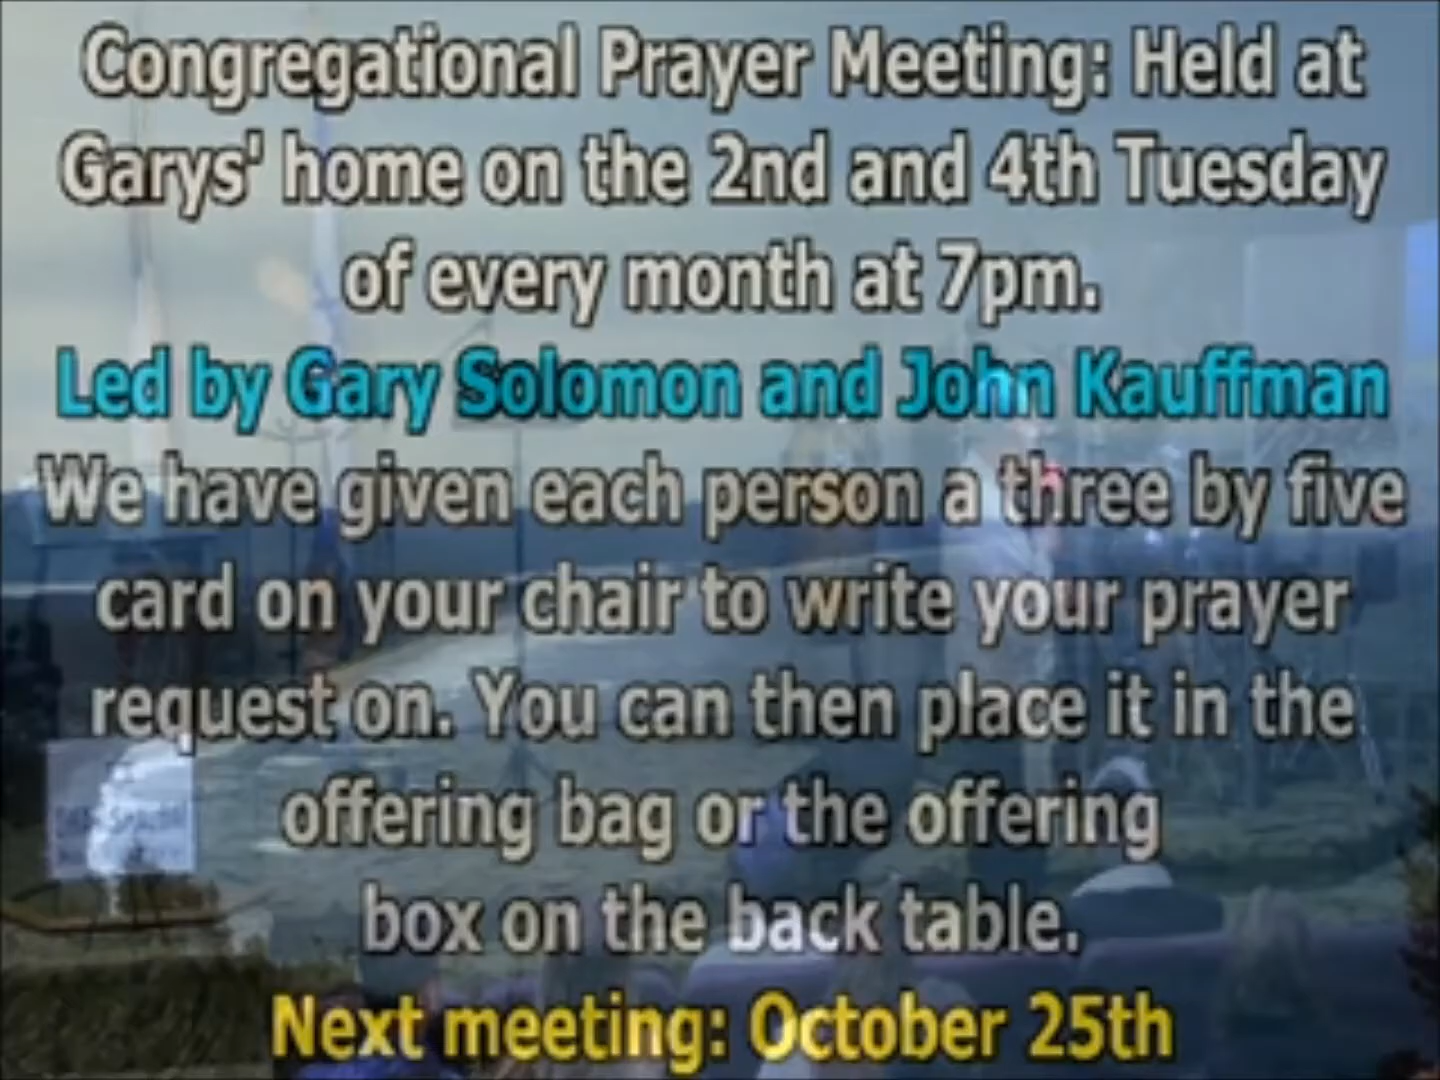 Congregational Prayer Meeting: Held at
Garys' home on the 2nd and 4th Tuesday
of every month at 7pm.
Led by Gary Solomon and John Kauffman
We have given each person a three by five
card on your chair to write your prayer
request on. You can then place it in the
offering bag or the offering
box on the back table.
Next meeting: October 25th